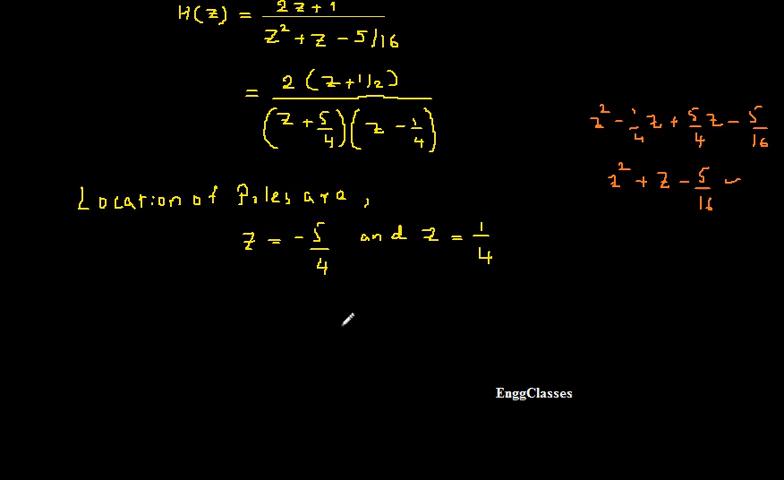 H(z) = 2z+1 / z² + z - 5/16
= 2 (z+1/2) / (z + 5/4)(z - 1/4)
z² - 1/4 z + 5/4 z - 5/16
z² + z - 5/16 ✓
Location of Poles are,
z = - 5/4 and z = 1/4
EnggClasses